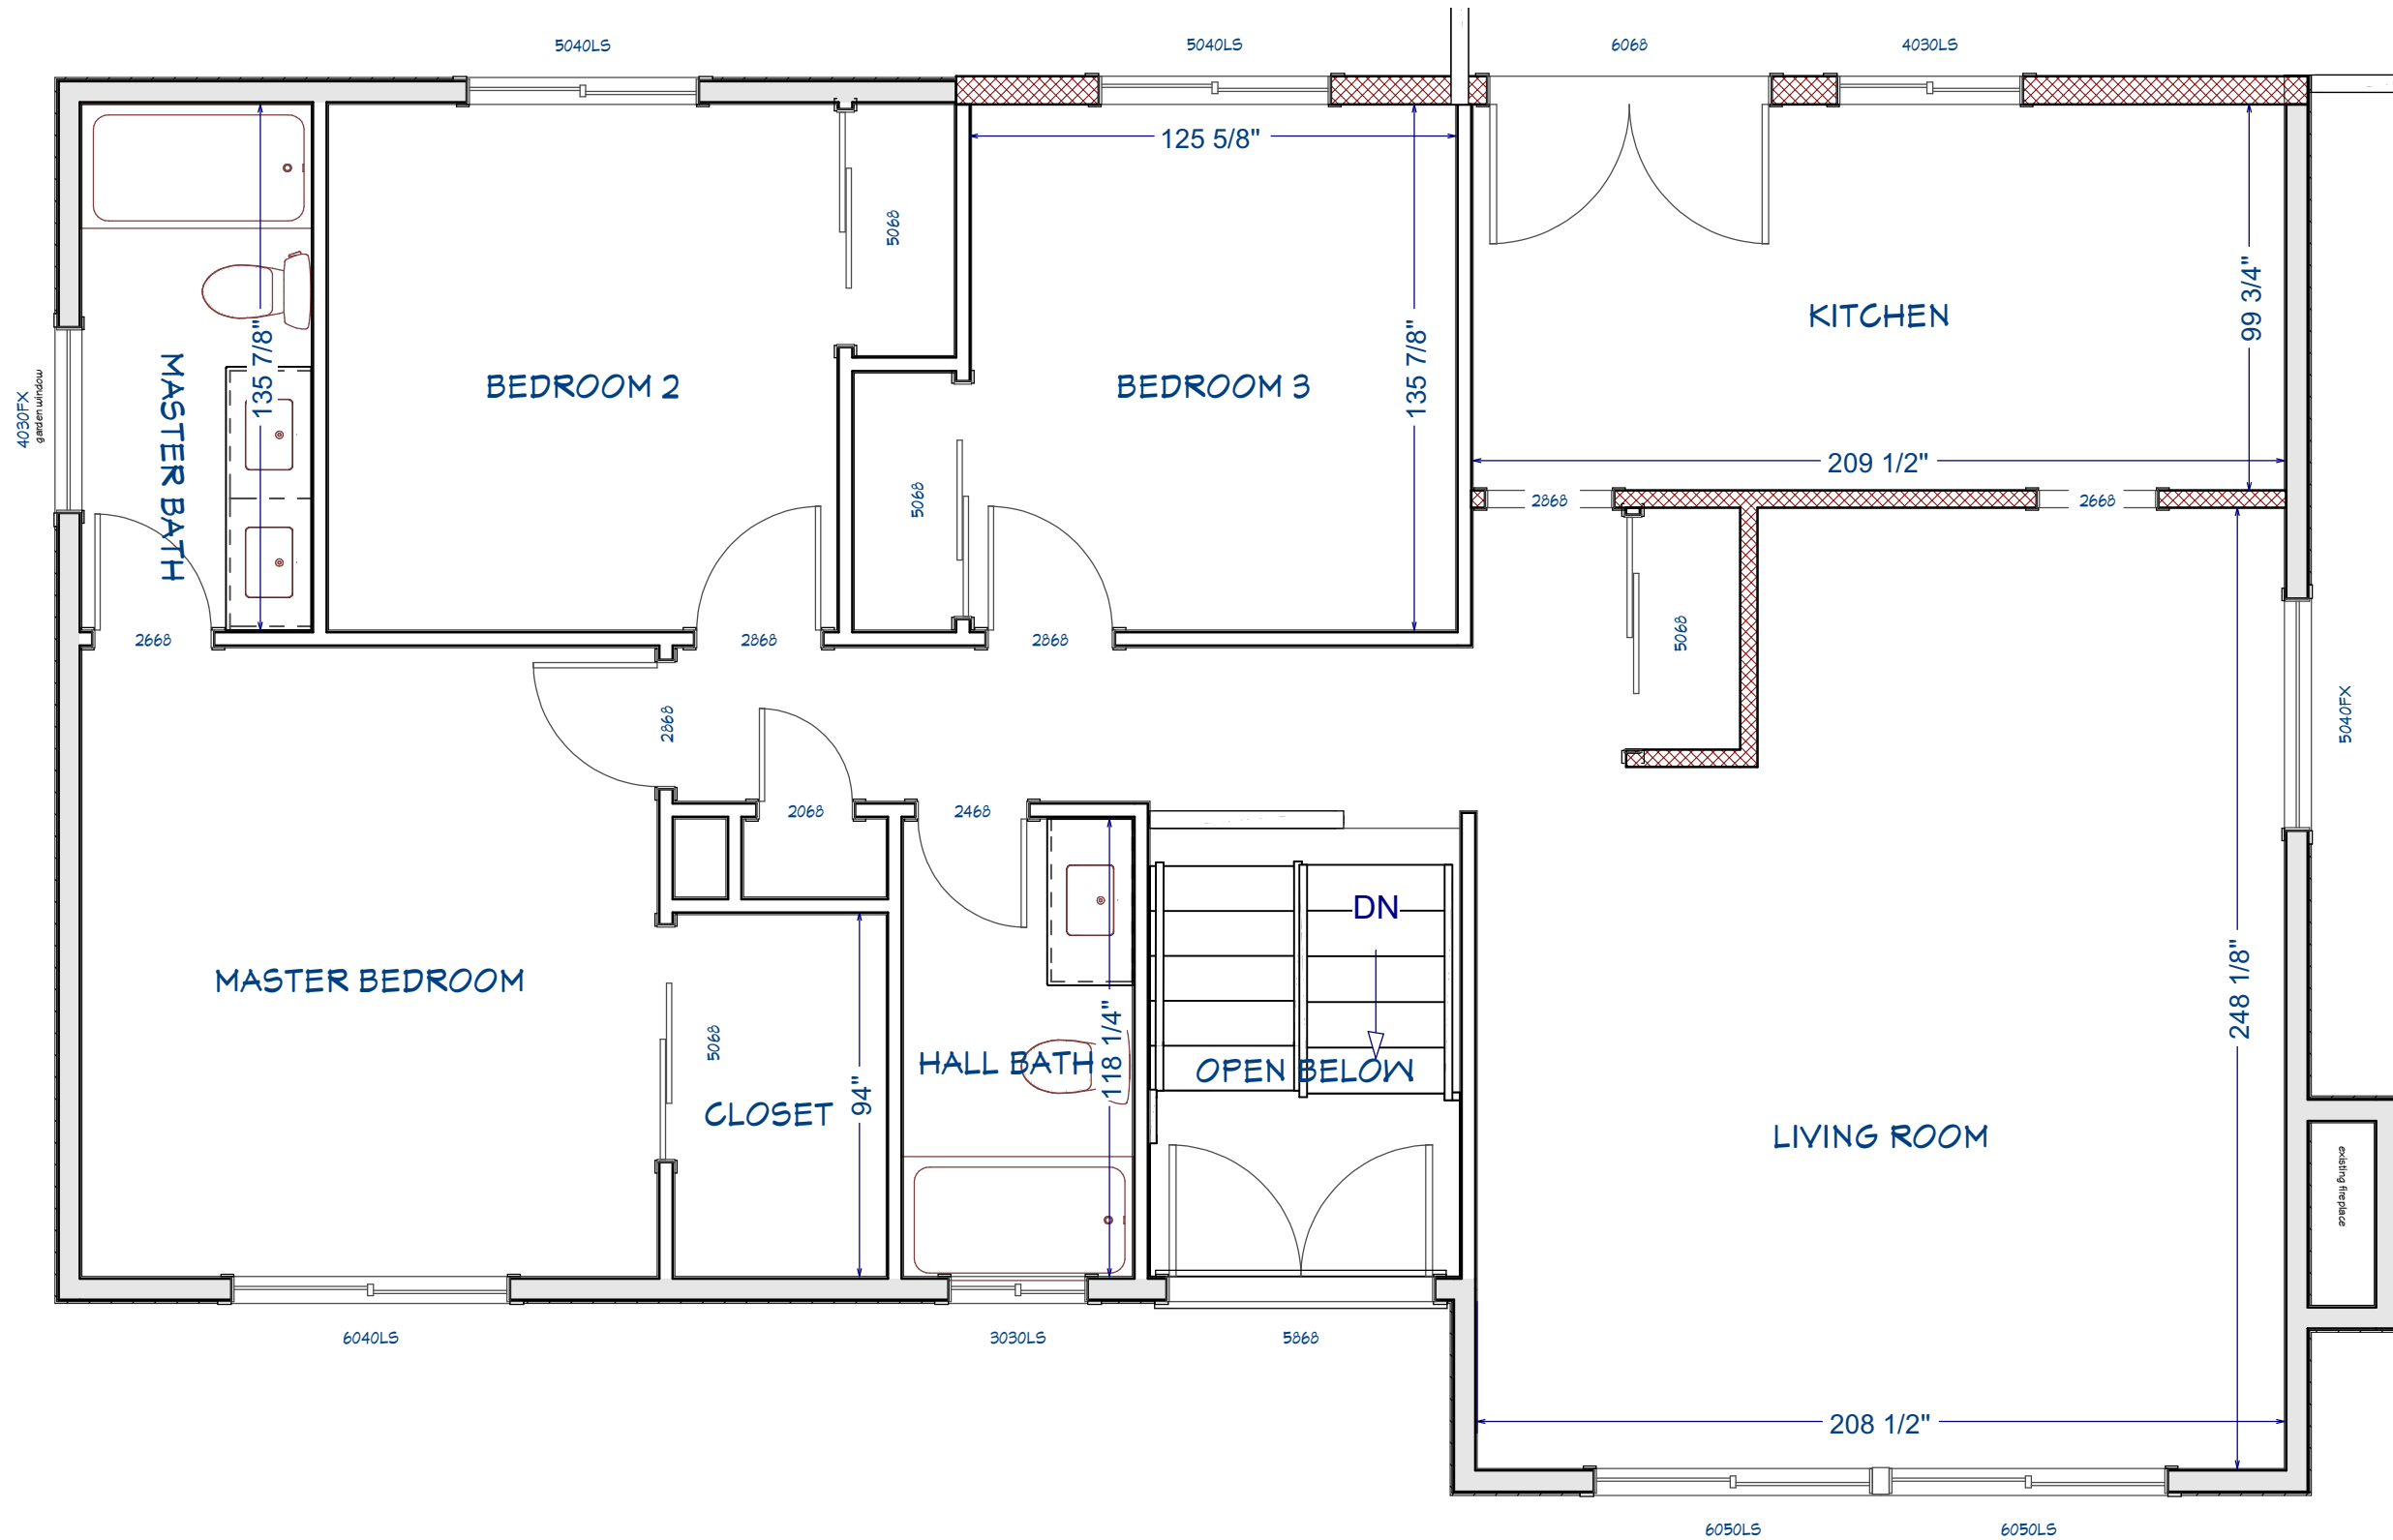 5040LS
5040LS
6068
4030LS
125 5/8"
5068
KITCHEN
99 3/4"
135 7/8"
135 7/8"
BEDROOM 2
BEDROOM 3
4030FX
garden window
MASTER BATH
209 1/2"
5068
2868
2668
2668
2868
2868
5068
2868
5040FX
2068
2468
DN
MASTER BEDROOM
248 1/8"
5068
118 1/4"
HALL BATH
OPEN BELOW
94"
CLOSET
LIVING ROOM
existing fireplace
6040LS
3030LS
5868
208 1/2"
6050LS
6050LS